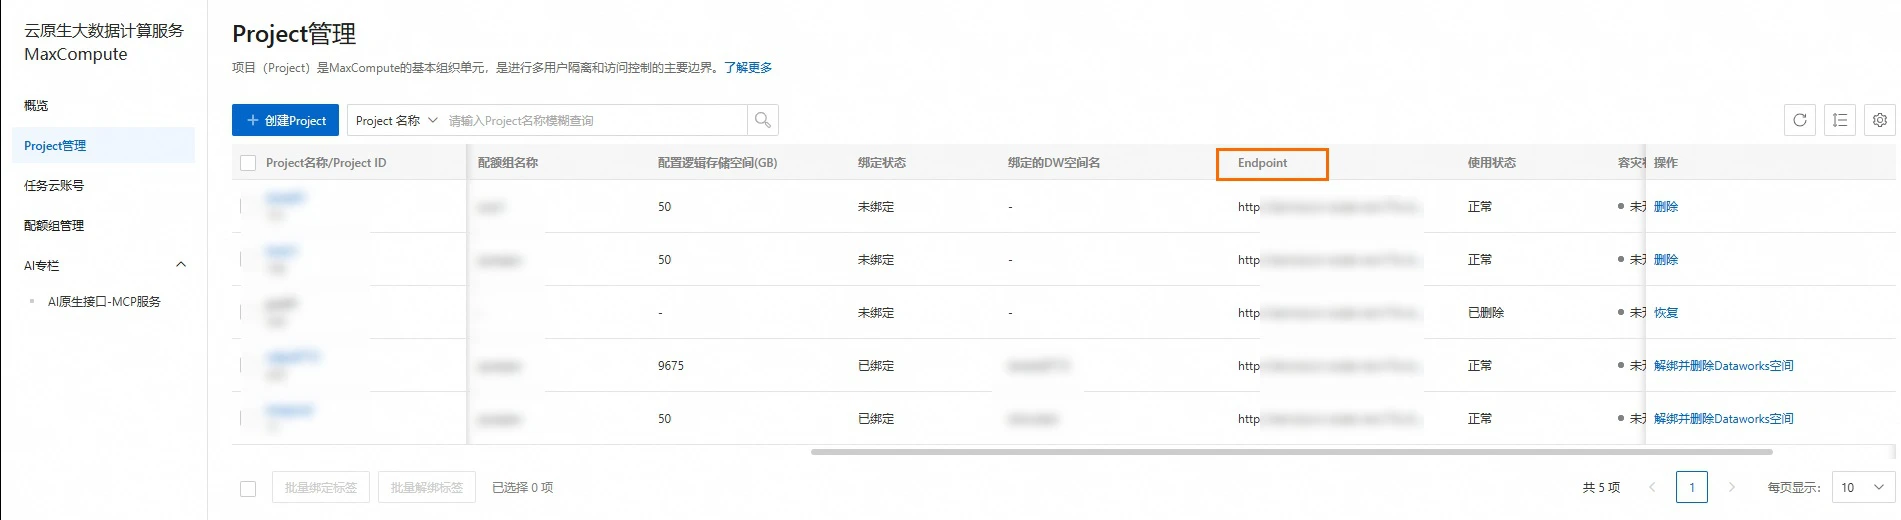 云原生大数据计算服务
MaxCompute
概览
Project管理
任务云账号
配额组管理
AI专栏
AI原生接口-MCP服务
Project管理
项目（Project）是MaxCompute的基本组织单元，是进行多用户隔离和访问控制的主要边界。了解更多
创建Project Project 名称 请输入Project名称模糊查询
Project名称/Project ID 配额组名称 配置逻辑存储空间(GB) 绑定状态 绑定的DW空间名 Endpoint 使用状态 容灾 操作
50 未绑定 - http 正常 未 删除
50 未绑定 - http 正常 未 删除
- 未绑定 - http 已删除 未 恢复
9675 已绑定 http 正常 未 解绑并删除Dataworks空间
50 已绑定 http 正常 未 解绑并删除Dataworks空间
批量绑定标签 批量解绑标签 已选择 0 项 共 5 项 1 每页显示： 10